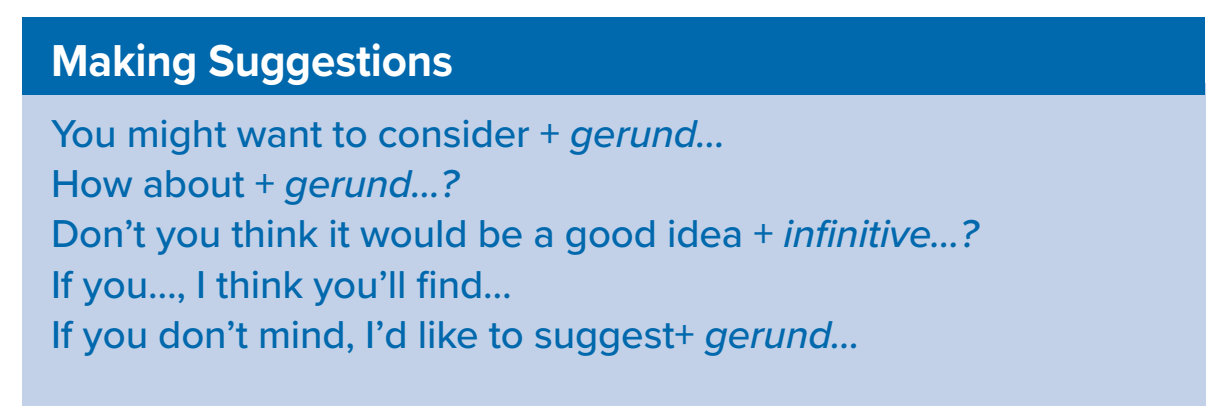 Making Suggestions
You might want to consider + gerund...
How about + gerund...?
Don’t you think it would be a good idea + infinitive...?
If you..., I think you’ll find...
If you don’t mind, I’d like to suggest+ gerund...